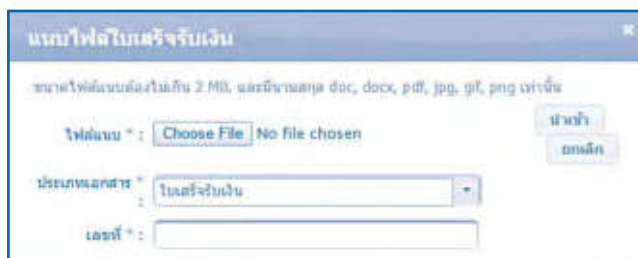 แนบไฟล์ใบเสร็จรับเงิน
ขนาดไฟล์แนบต้องไม่เกิน 2 MB, และมีนามสกุล doc, docx, pdf, jpg, gif, png เท่านั้น
ไฟล์แนบ * : Choose File No file chosen
นำเข้า
ยกเลิก
ประเภทเอกสาร * : ใบเสร็จรับเงิน
เลขที่ * :